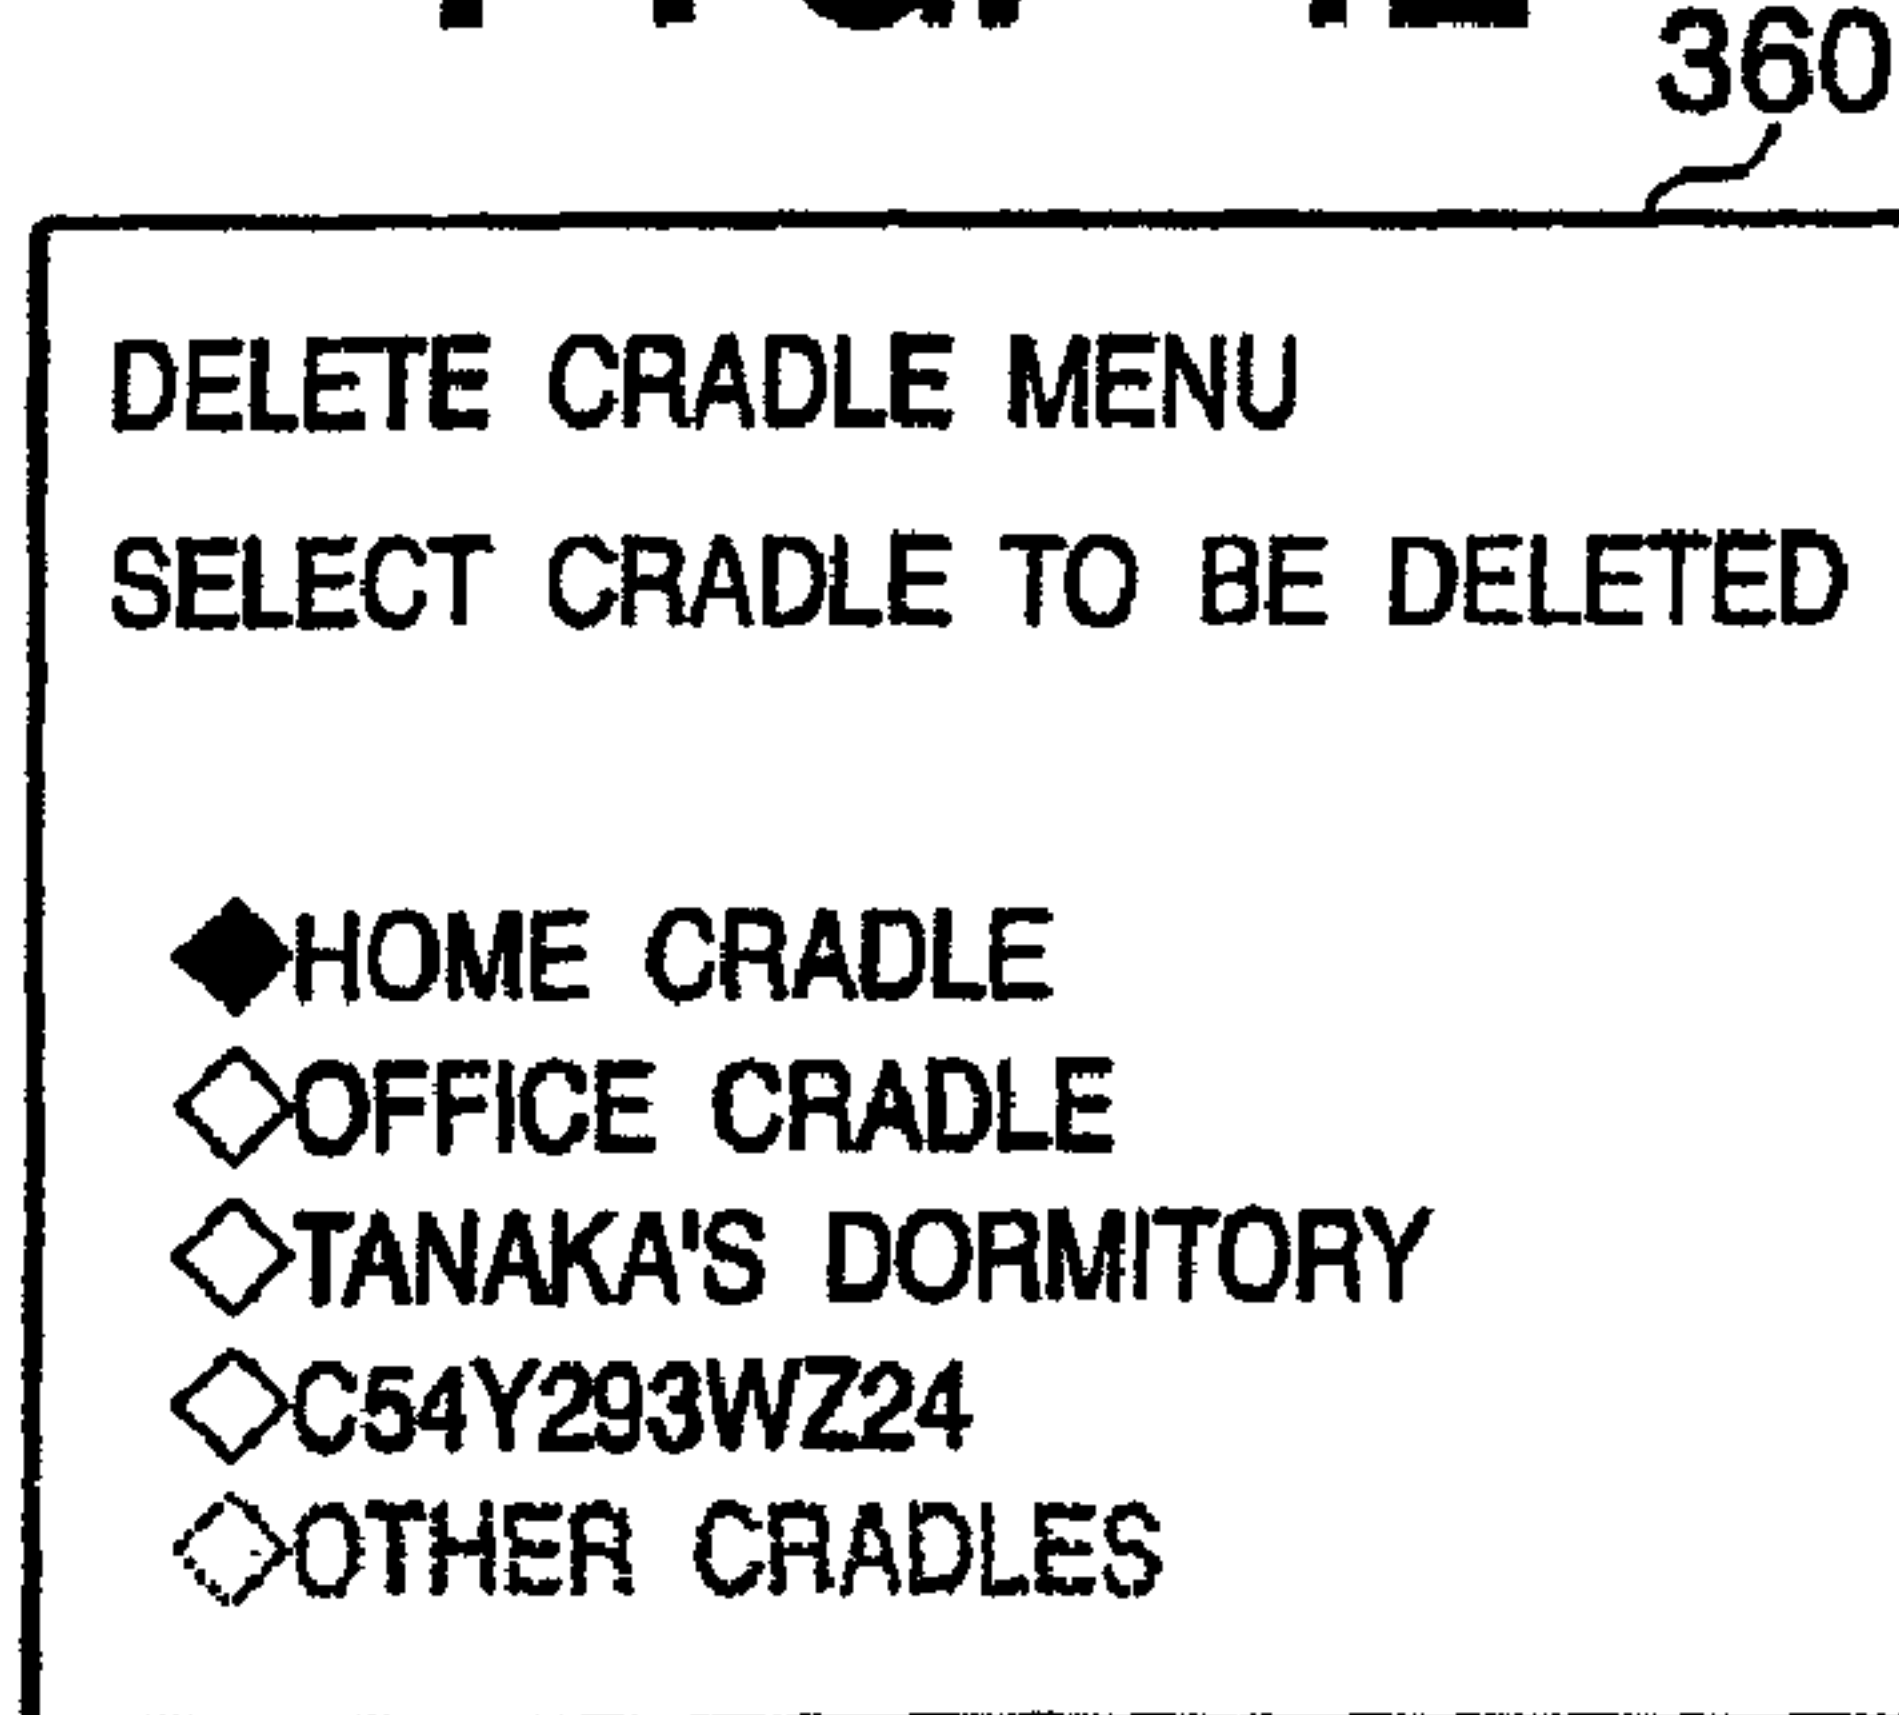 360
DELETE CRADLE MENU
SELECT CRADLE TO BE DELETED
◆HOME CRADLE
◇OFFICE CRADLE
◇TANAKA'S DORMITORY
◇C54Y293WZ24
◇OTHER CRADLES